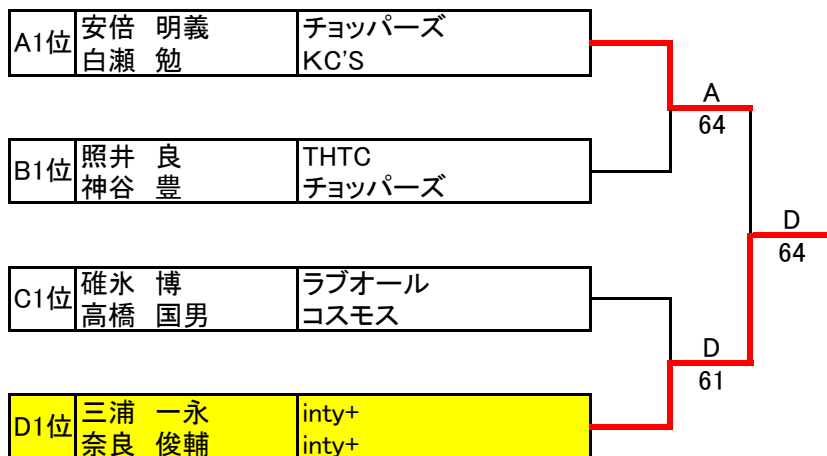 A1位 安倍 明義 チョッパーズ
白瀬 勉 KC'S
A
64
B1位 照井 良 THTC
神谷 豊 チョッパーズ
D
64
C1位 碓氷 博 ラブオール
高橋 国男 コスモス
D
61
D1位 三浦 一永 inty+
奈良 俊輔 inty+